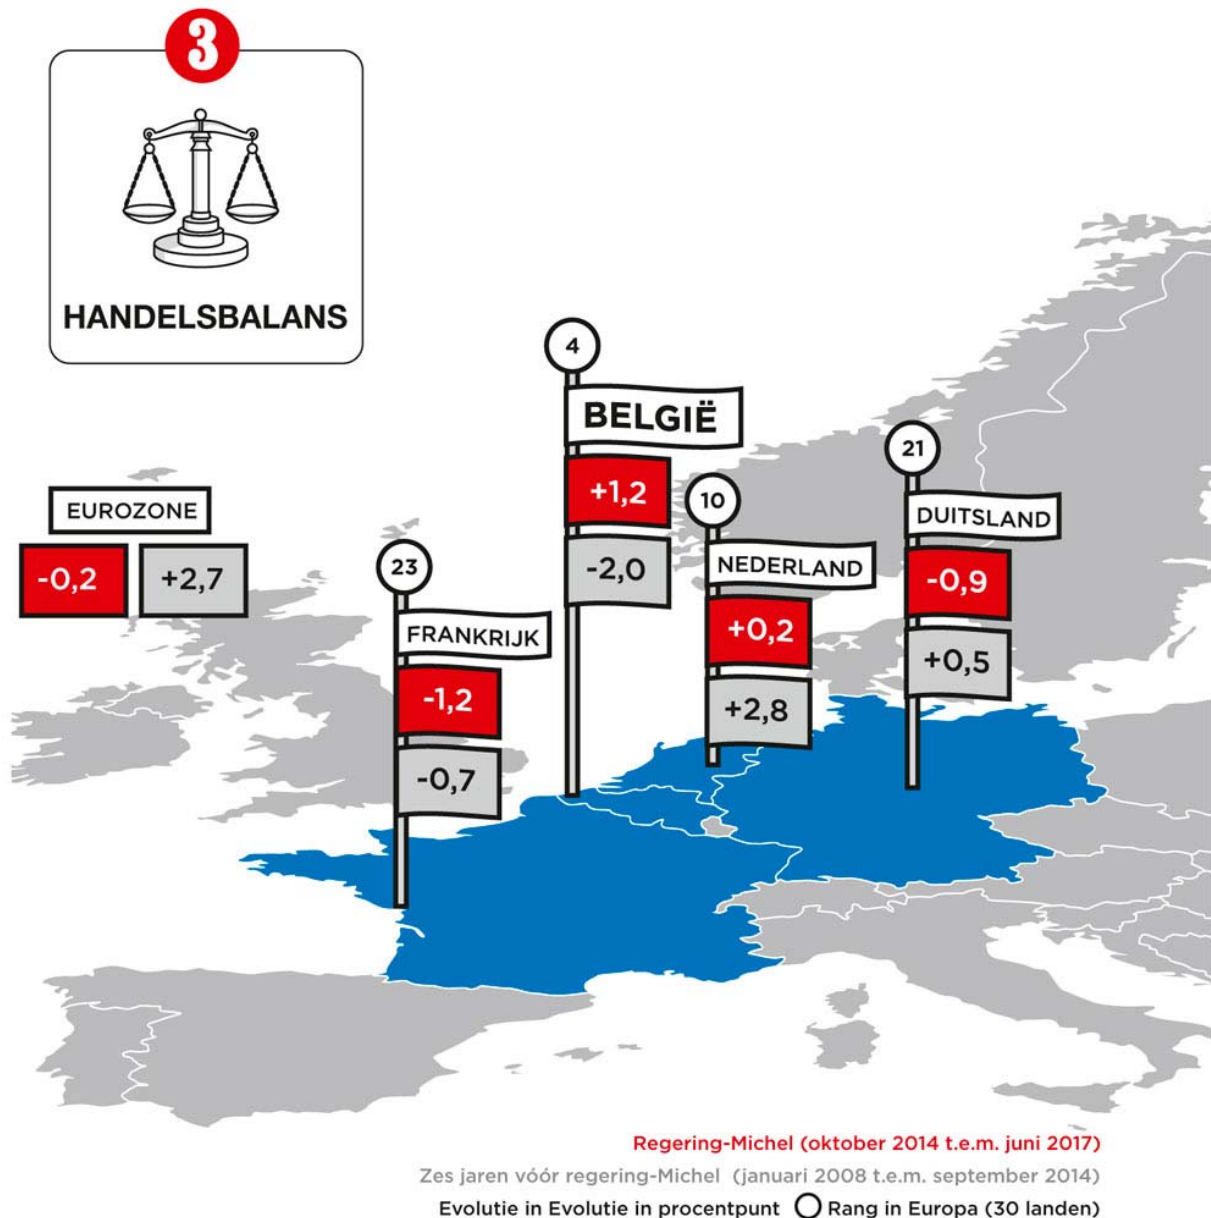 3
HANDELSBALANS
4
BELGIË
+1,2
-2,0
21
DUITSLAND
-0,9
+0,5
10
NEDERLAND
+0,2
+2,8
EUROZONE
-0,2 +2,7
23
FRANKRIJK
-1,2
-0,7
Regering-Michel (oktober 2014 t.e.m. juni 2017)
Zes jaren vóór regering-Michel (januari 2008 t.e.m. september 2014)
Evolutie in Evolutie in procentpunt Rang in Europa (30 landen)